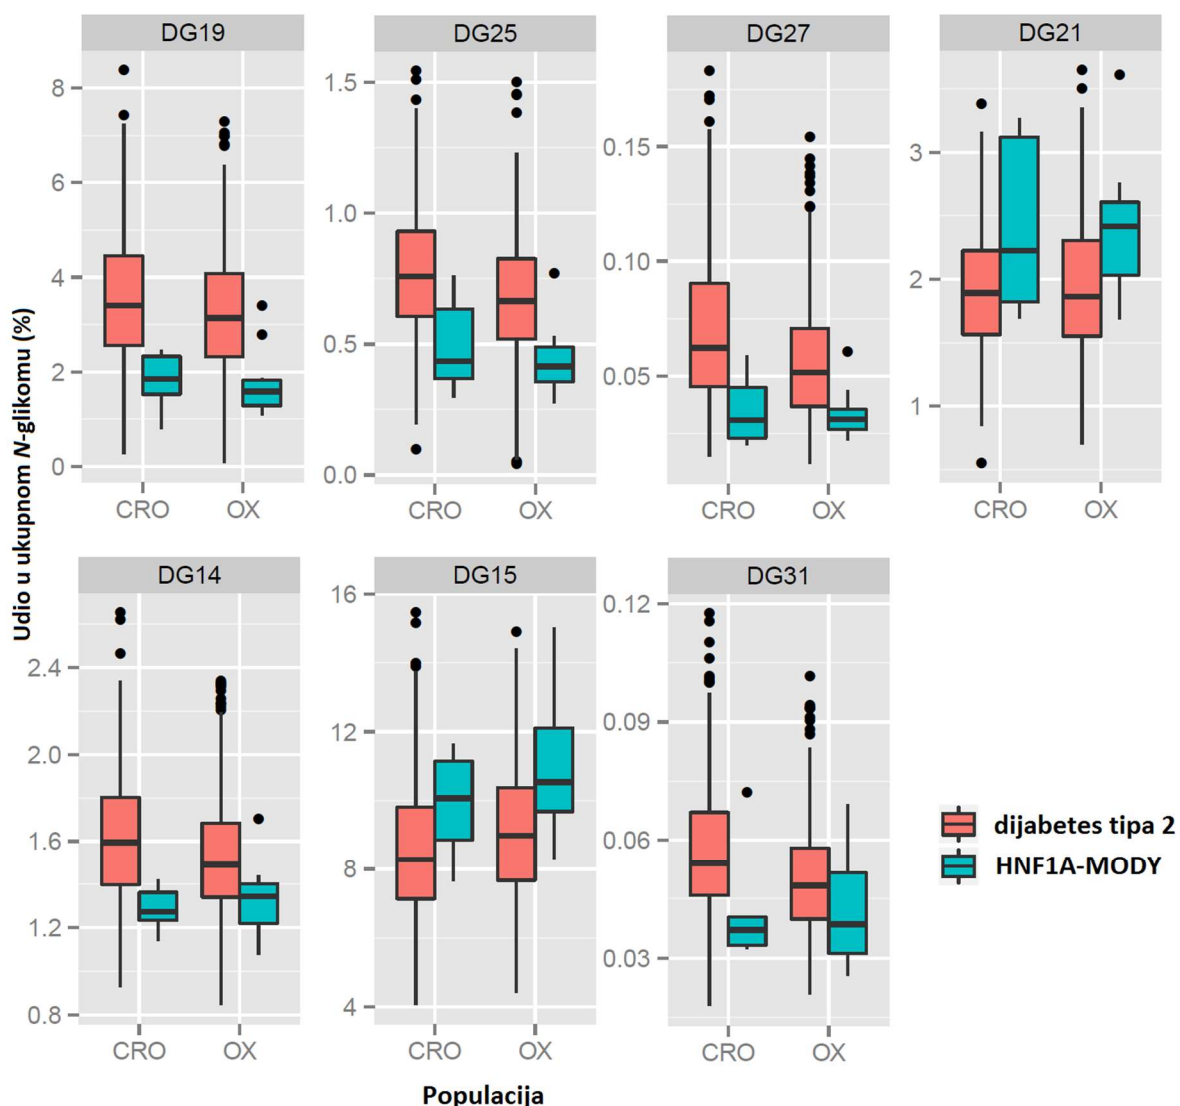 DG19
DG25
DG27
DG21
8
6
4
2
0
1.5
1.0
0.5
0.0
0.15
0.10
0.05
3
2
1
CRO OX
CRO OX
CRO OX
CRO OX
Udio u ukupnom N-glikomu (%)
DG14
DG15
DG31
2.4
2.0
1.6
1.2
0.8
16
12
8
4
0.12
0.09
0.06
0.03
CRO OX
CRO OX
CRO OX
dijabetes tipa 2
HNF1A-MODY
Populacija